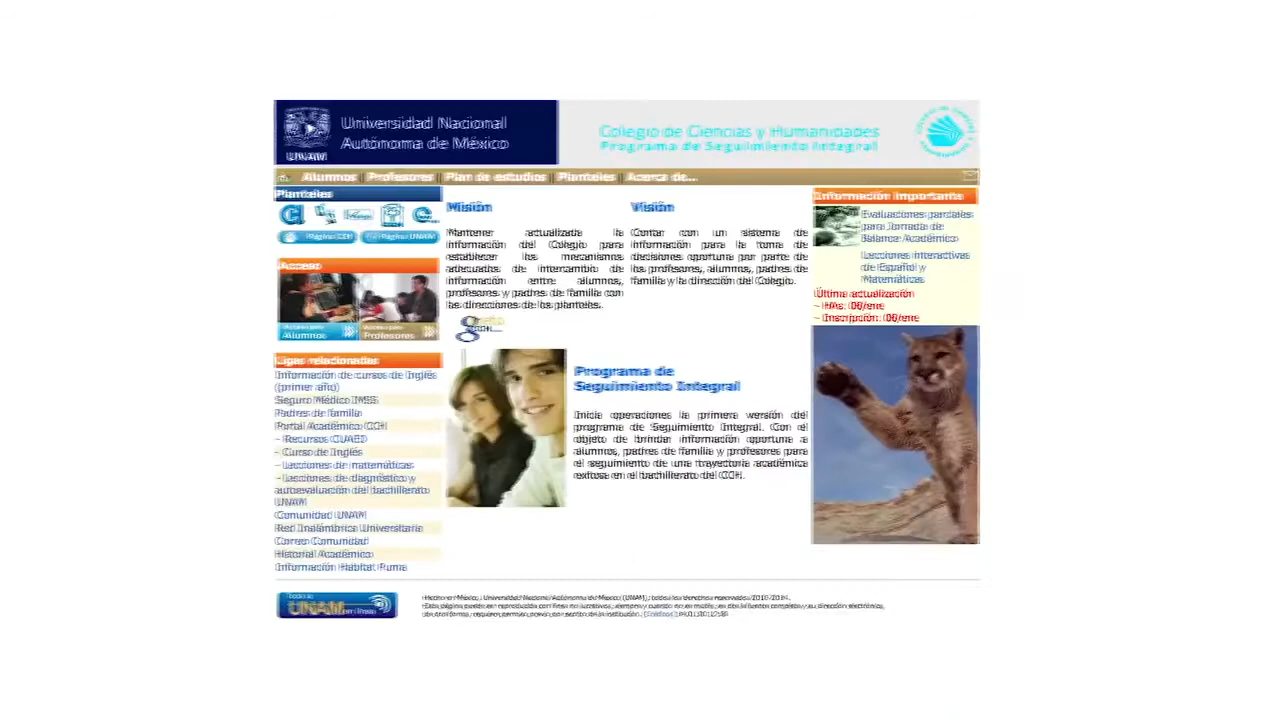 Universidad Nacional
Autónoma de México
UNAM
Colegio de Ciencias y Humanidades
Programa de Seguimiento Integral
Alumnos Profesores Plan de estudios Planteles Acerca de...
Planteles
Página CCH Página UNAM
Acceso
Alumnos
Profesores
Ligas relacionadas
Información de cursos de Inglés
(primer año)
Seguro Médico IMSS
Padres de familia
Portal Académico CCH
- Recursos CUAED
- Curso de Inglés
- Lecciones de matemáticas
- Lecciones de diagnóstico y
autoevaluación del bachillerato
UNAM
Comunidad UNAM
Red Inalámbrica Universitaria
Correo Comunidad
Historial Académico
Información Habitat Puma
Misión
Mantener actualizada la
información del Colegio para
establecer los mecanismos
adecuados de intercambio de
información entre alumnos,
profesores y padres de familia con
las direcciones de los planteles.
Visión
Contar con un sistema de
información para la toma de
decisiones oportuna por parte de
los profesores, alumnos, padres de
familia y la dirección del Colegio.
Programa de
Seguimiento Integral
Inicia operaciones la primera versión del
programa de Seguimiento Integral. Con el
objeto de brindar información oportuna a
alumnos, padres de familia y profesores para
el seguimiento de una trayectoria académica
exitosa en el bachillerato del CCH.
Información importante
Evaluaciones parciales
para Jornada de
Balance Académico
Lecciones interactivas
de Español y
Matemáticas
Última actualización
- HAs: 06/ene
- Inscripción: 06/ene
UNAM
Hecho en México, Universidad Nacional Autónoma de México (UNAM), todos los derechos reservados